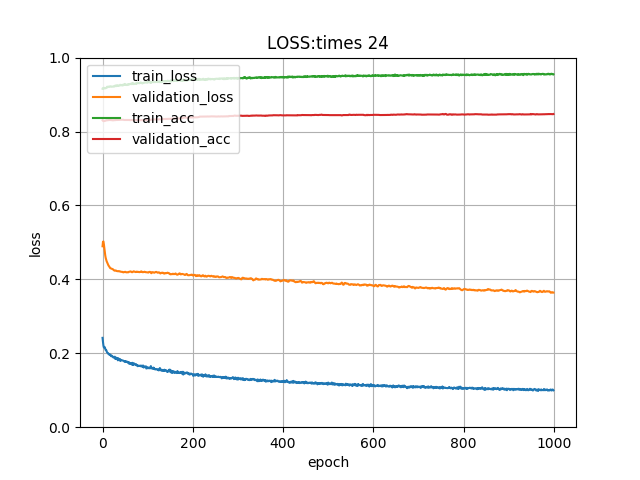 LOSS:times 24
1.0
0.8
0.6
0.4
0.2
0.0
loss
train_loss
validation_loss
train_acc
validation_acc
0 200 400 600 800 1000
epoch